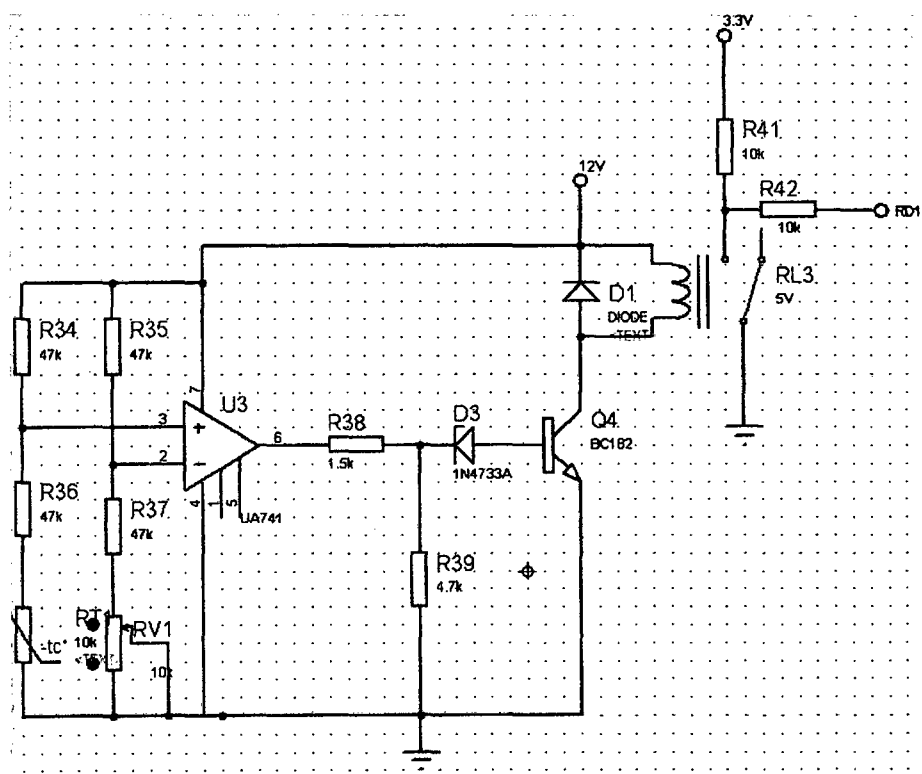 3.3V
R41
10k
12V
R42
10k
RD1
RL3
5V
D1
DIODE
<TEXT>
R34
47k
R35
47k
7
U3
3
+
2
-
6
4
1
5
UA741
R38
1.5k
D3
1N4733A
Q4
BC182
R36
47k
R37
47k
R39
4.7k
RT1
10k
<TEXT>
-tc°
RV1